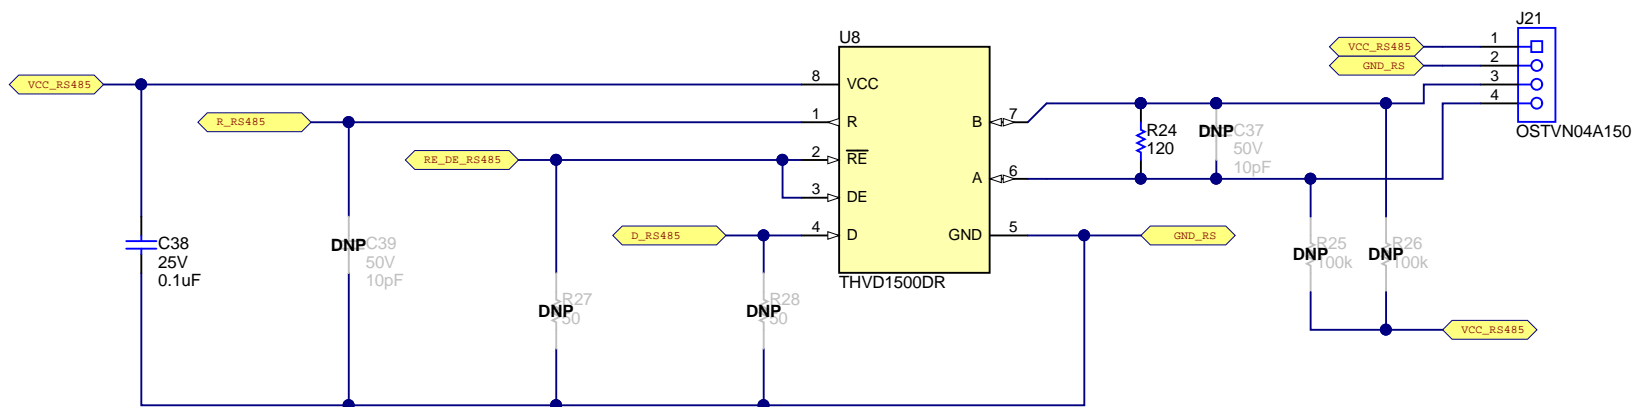 J21
U8
VCC_RS485
1
GND_RS
2
3
4
OSTVN04A150
VCC_RS485
8
VCC
R_RS485
1
R
B
7
R24
120
DNP
C37
50V
10pF
RE_DE_RS485
2
RE
A
6
3
DE
D_RS485
4
D
GND
5
GND_RS
C38
25V
0.1uF
DNP
C39
50V
10pF
THVD1500DR
DNP
R25
100k
DNP
R26
100k
DNP
R27
50
DNP
R28
50
VCC_RS485